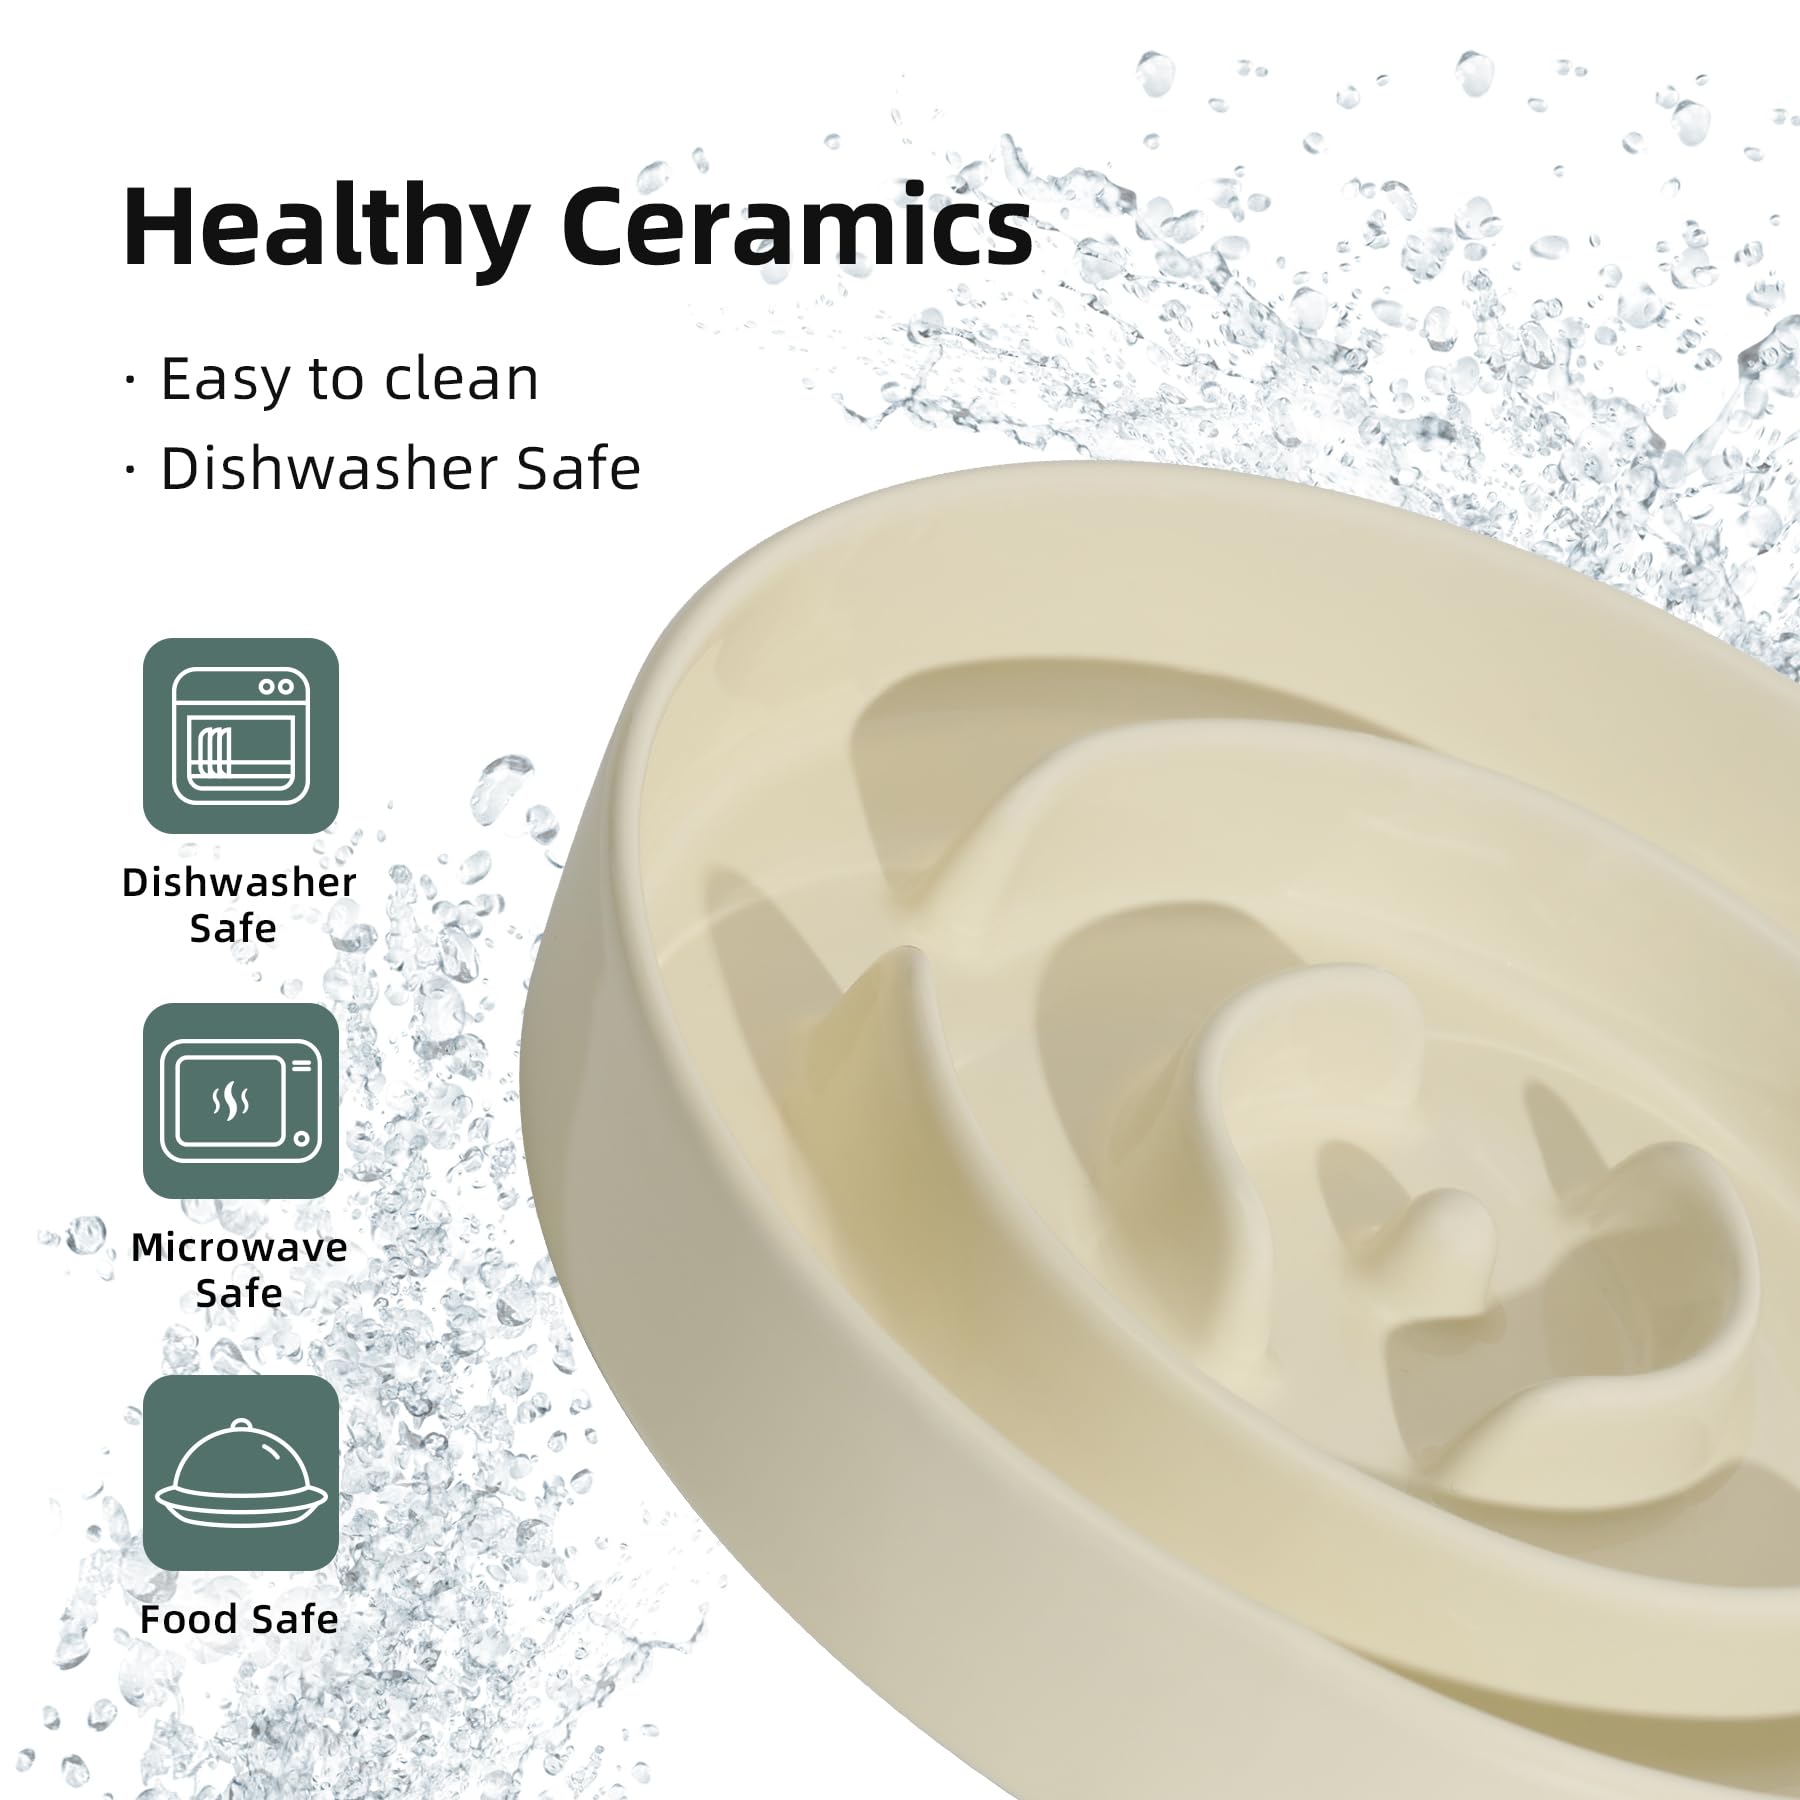 Healthy Ceramics
· Easy to clean
· Dishwasher Safe
Dishwasher
Safe
Microwave
Safe
Food Safe